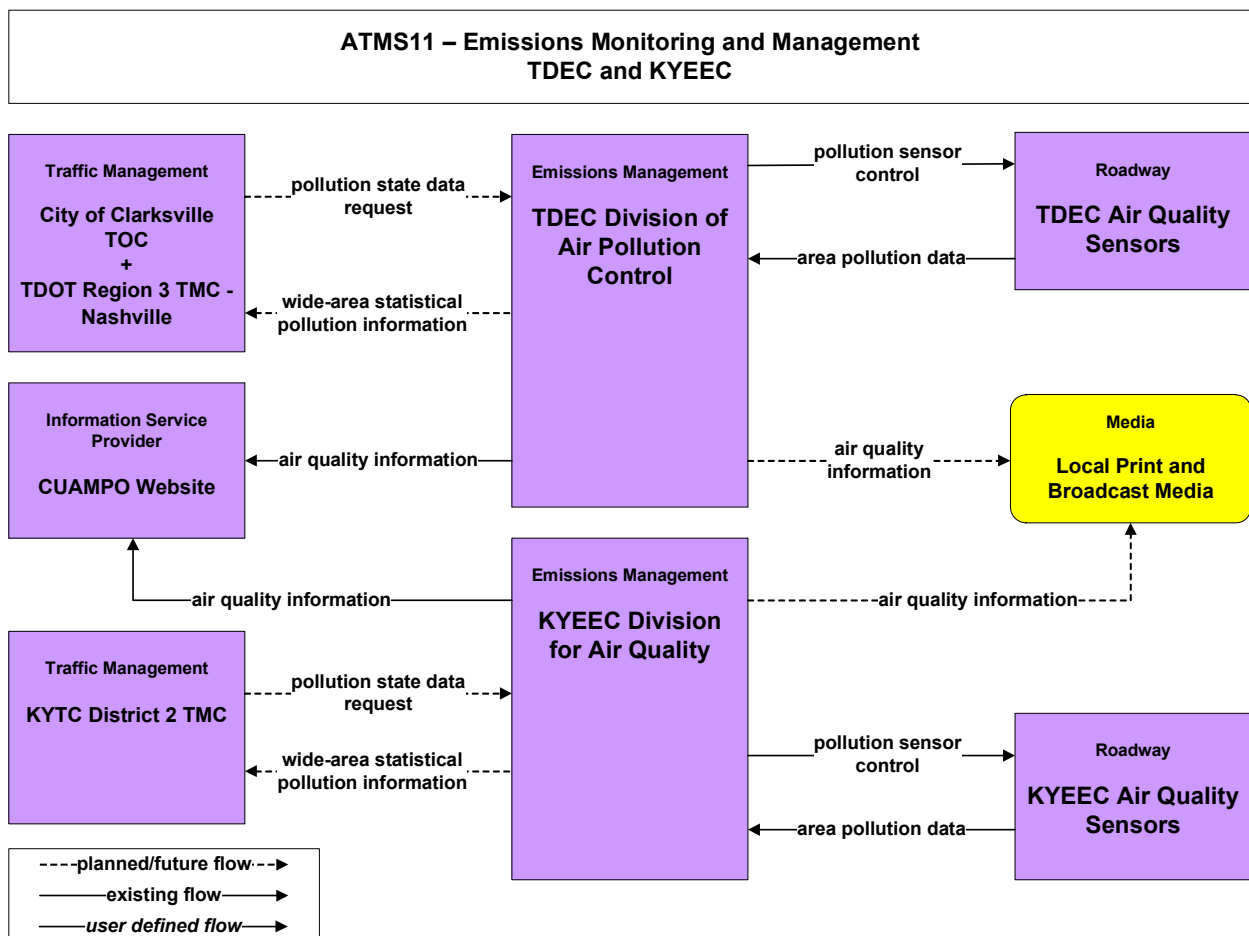 ATMS11 – Emissions Monitoring and Management
TDEC and KYEEC
Traffic Management
City of Clarksville
TOC
+
TDOT Region 3 TMC -
Nashville
pollution state data
request
wide-area statistical
pollution information
Emissions Management
TDEC Division of
Air Pollution
Control
pollution sensor
control
area pollution data
Roadway
TDEC Air Quality
Sensors
Information Service
Provider
CUAMPO Website
air quality information
air quality
information
Media
Local Print and
Broadcast Media
air quality information
Emissions Management
KYEEC Division
for Air Quality
air quality information
Traffic Management
KYTC District 2 TMC
pollution state data
request
wide-area statistical
pollution information
pollution sensor
control
area pollution data
Roadway
KYEEC Air Quality
Sensors
planned/future flow
existing flow
user defined flow